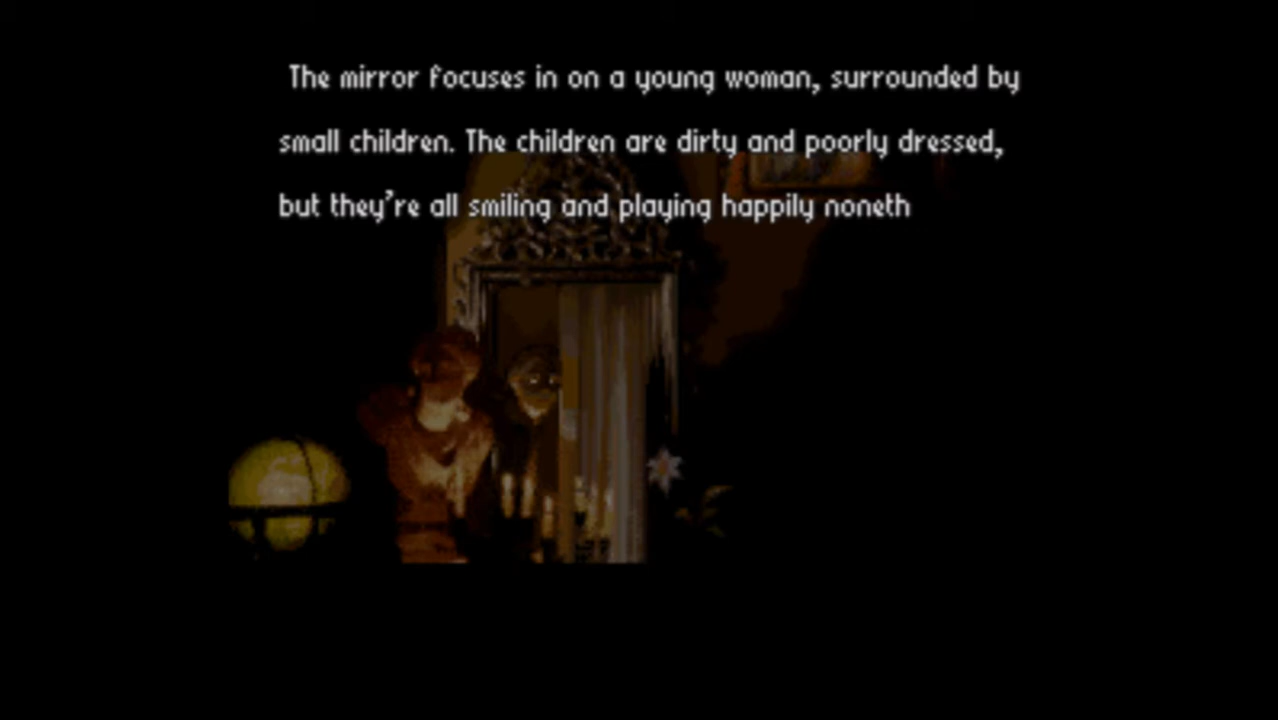 The mirror focuses in on a young woman, surrounded by
small children. The children are dirty and poorly dressed,
but they're all smiling and playing happily noneth